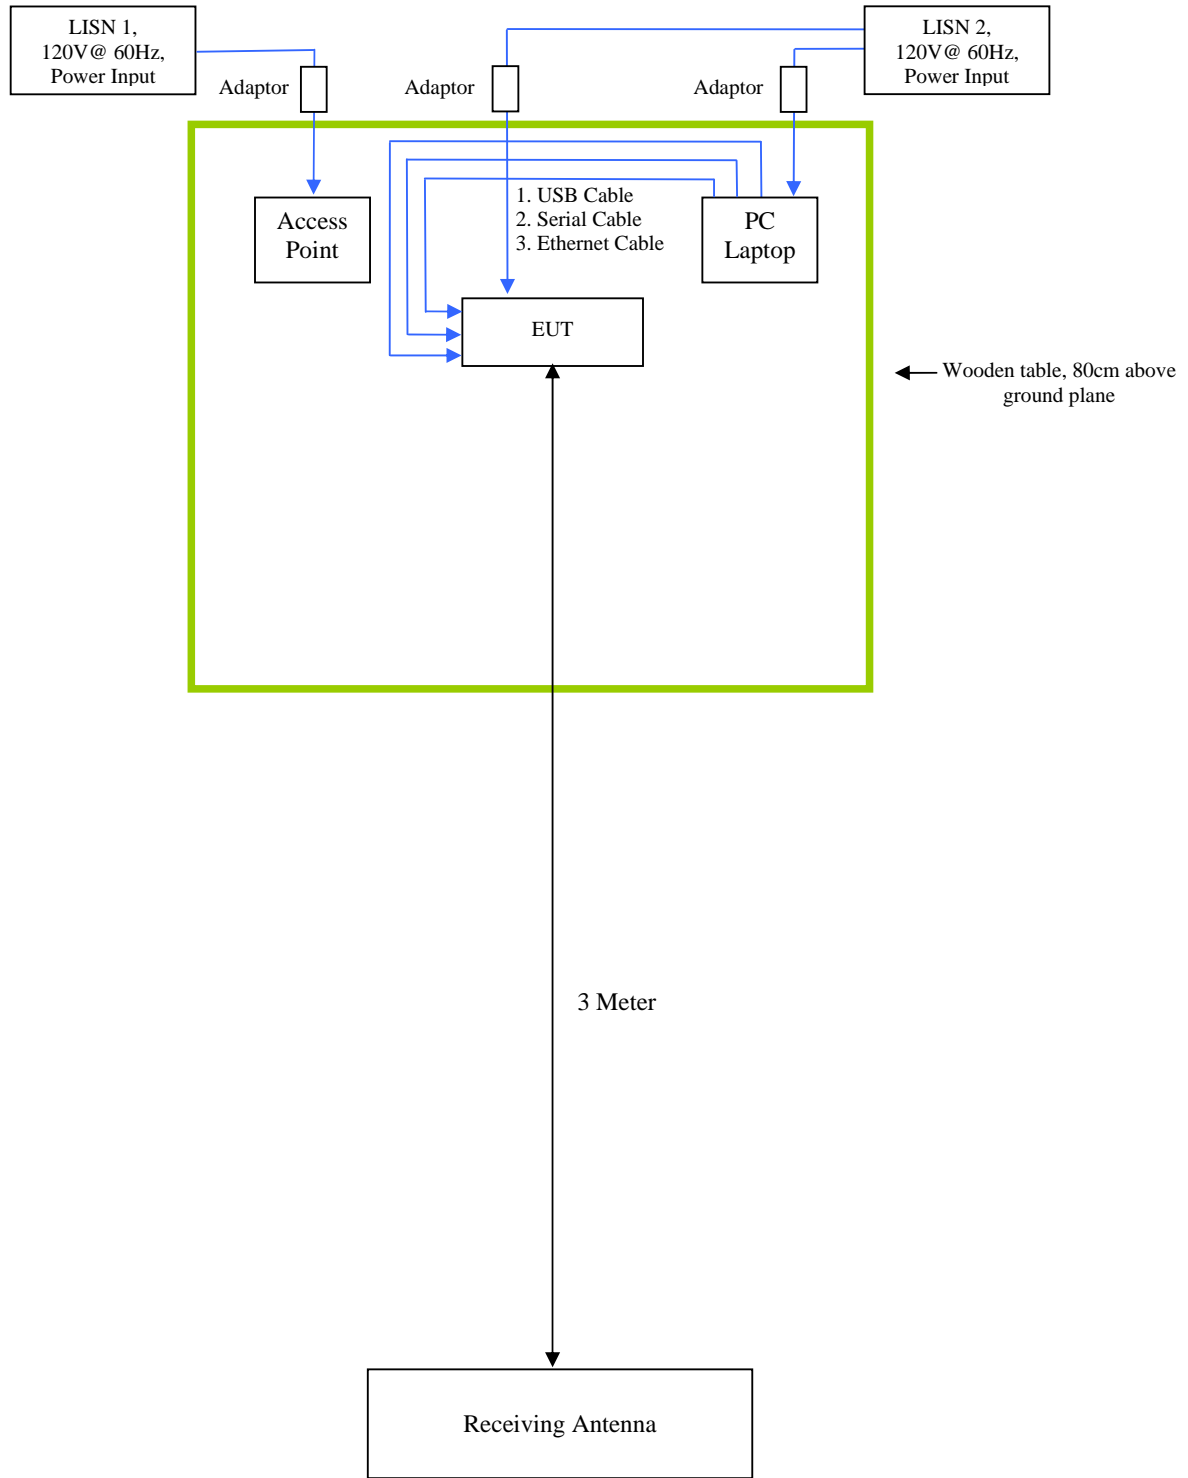 LISN 1,
120V@ 60Hz,
Power Input
LISN 2,
120V@ 60Hz,
Power Input
Adaptor
Adaptor
Adaptor
1. USB Cable
2. Serial Cable
3. Ethernet Cable
Access
Point
PC
Laptop
EUT
Wooden table, 80cm above
ground plane
3 Meter
Receiving Antenna